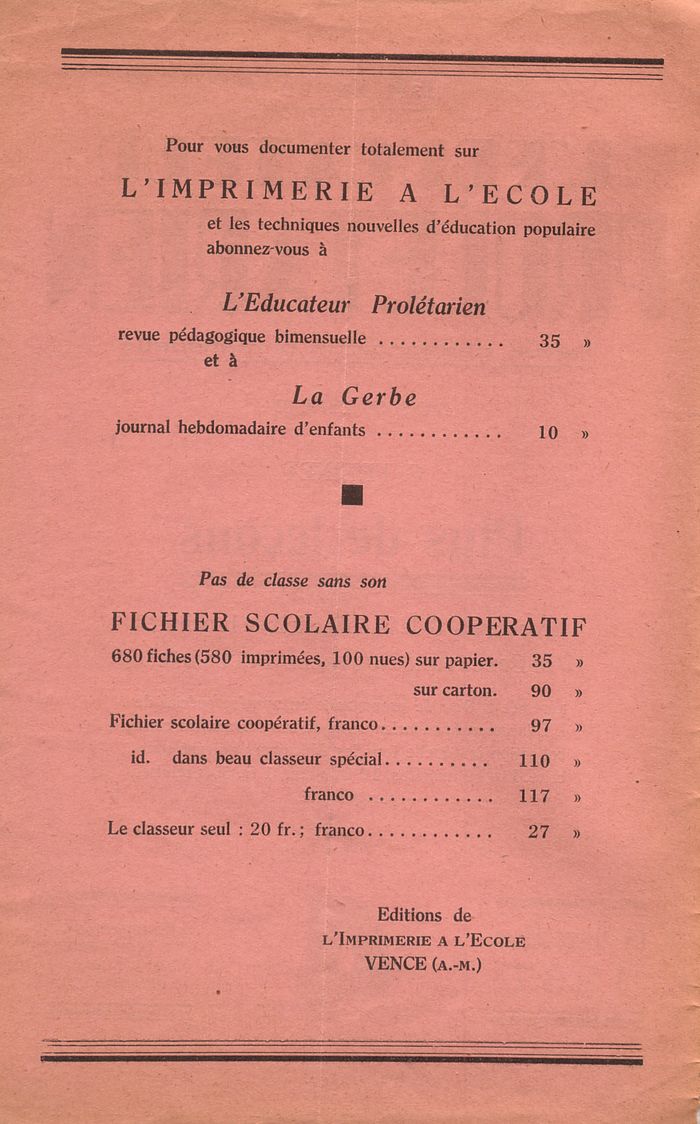 Pour vous documenter totalement sur
L'IMPRIMERIE A L'ECOLE
et les techniques nouvelles d'éducation populaire
abonnez-vous à
L'Educateur Prolétarien
revue pédagogique bimensuelle ............ 35 »
et à
La Gerbe
journal hebdomadaire d'enfants ............ 10 »
Pas de classe sans son
FICHIER SCOLAIRE COOPERATIF
680 fiches (580 imprimées, 100 nues) sur papier. 35 »
sur carton. 90 »
Fichier scolaire coopératif, franco........... 97 »
id. dans beau classeur spécial.......... 110 »
franco ............ 117 »
Le classeur seul : 20 fr.; franco............ 27 »
Editions de
L'IMPRIMERIE A L'ECOLE
VENCE (A.-M.)